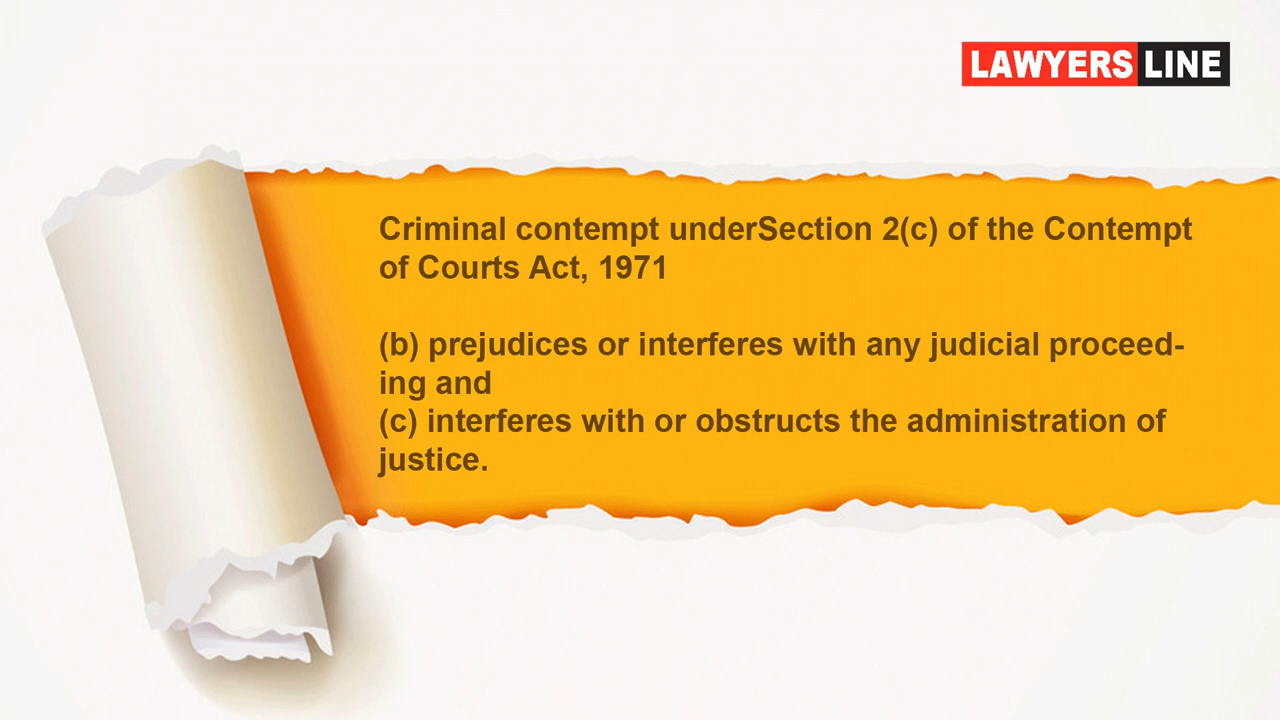 LAWYERS LINE
Criminal contempt underSection 2(c) of the Contempt
of Courts Act, 1971
(b) prejudices or interferes with any judicial proceed-
ing and
(c) interferes with or obstructs the administration of
justice.